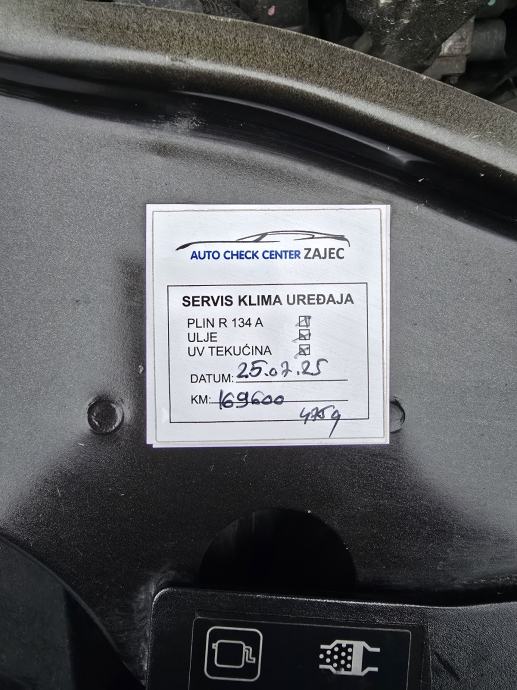 AUTO CHECK CENTER ZAJEC
SERVIS KLIMA UREĐAJA
PLIN R 134 A
ULJE
UV TEKUĆINA
DATUM: 25.07.25
KM: 169600
475g